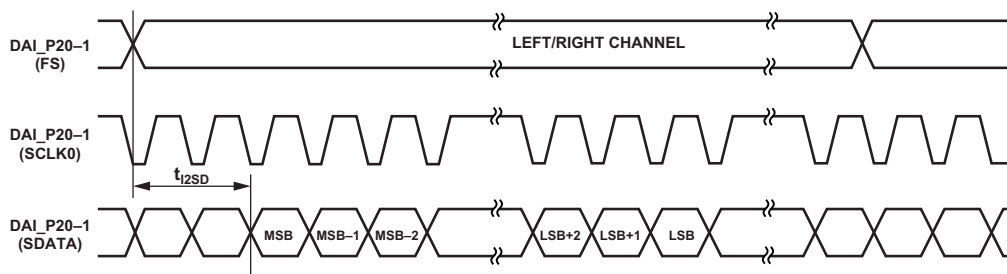 DAI_P20–1
(FS)
LEFT/RIGHT CHANNEL
DAI_P20–1
(SCLK0)
tI2SD
DAI_P20–1
(SDATA)
MSB
MSB–1
MSB–2
LSB+2
LSB+1
LSB